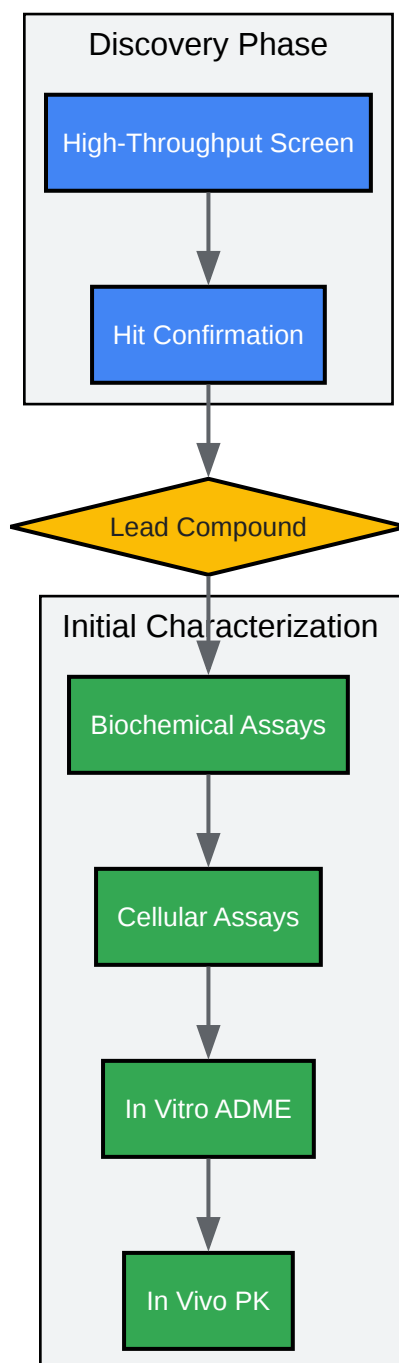 Discovery Phase
High-Throughput Screen
Hit Confirmation
Lead Compound
Initial Characterization
Biochemical Assays
Cellular Assays
In Vitro ADME
In Vivo PK